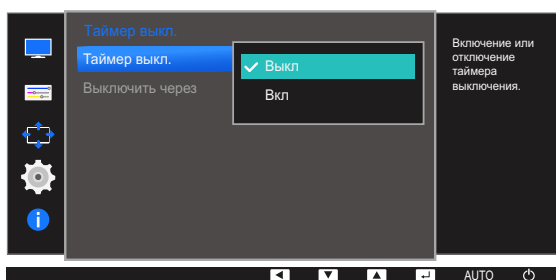 Таймер выкл.
Таймер выкл.
Выкл
Выключить через
Вкл
Включение или
отключение
таймера
выключения.
AUTO